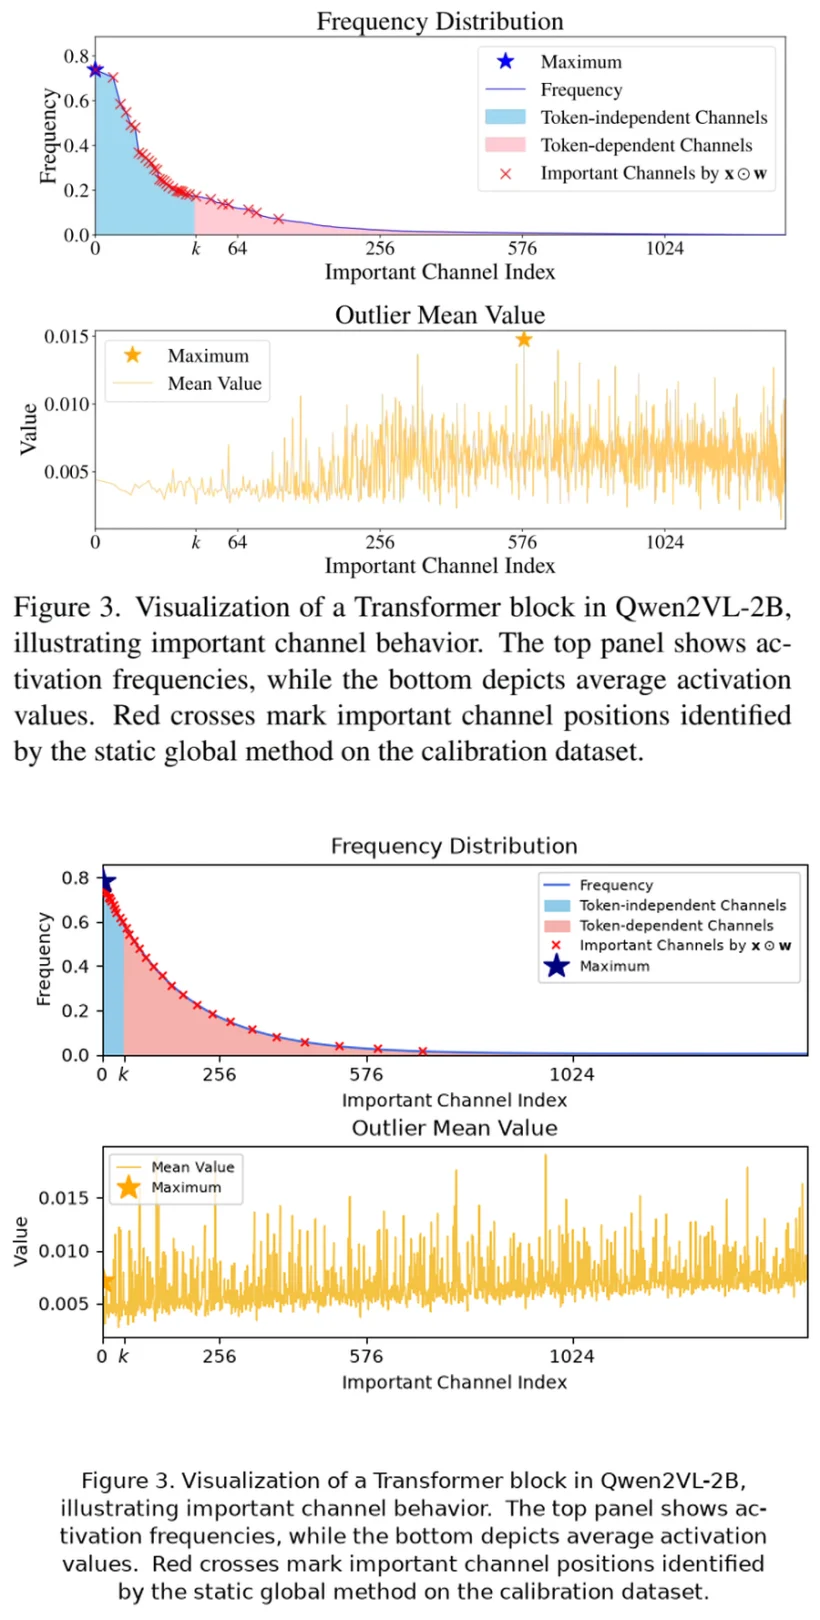 Frequency Distribution
Frequency
0.8
0.6
0.4
0.2
0.0
Maximum
Frequency
Token-independent Channels
Token-dependent Channels
Important Channels by x ⊙ w
0 k 64 256 576 1024
Important Channel Index
Outlier Mean Value
Value
0.015
0.010
0.005
Maximum
Mean Value
0 k 64 256 576 1024
Important Channel Index
Figure 3. Visualization of a Transformer block in Qwen2VL-2B,
illustrating important channel behavior. The top panel shows ac-
tivation frequencies, while the bottom depicts average activation
values. Red crosses mark important channel positions identified
by the static global method on the calibration dataset.
Frequency Distribution
Frequency
0.8
0.6
0.4
0.2
0.0
Frequency
Token-independent Channels
Token-dependent Channels
Important Channels by x ⊙ w
Maximum
0 k 256 576 1024
Important Channel Index
Outlier Mean Value
Value
0.015
0.010
0.005
Mean Value
Maximum
0 k 256 576 1024
Important Channel Index
Figure 3. Visualization of a Transformer block in Qwen2VL-2B,
illustrating important channel behavior. The top panel shows ac-
tivation frequencies, while the bottom depicts average activation
values. Red crosses mark important channel positions identified
by the static global method on the calibration dataset.